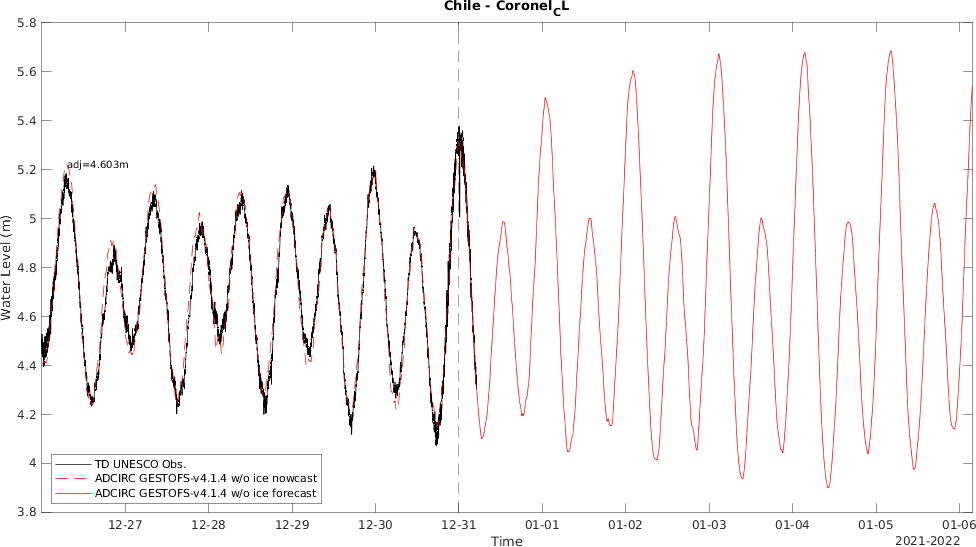 Chile - Coronel_CL
5.8
5.6
5.4
5.2
5
4.8
4.6
4.4
4.2
4
3.8
Water Level (m)
adj=4.603m
TD UNESCO Obs.
ADCIRC GESTOFS-v4.1.4 w/o ice nowcast
ADCIRC GESTOFS-v4.1.4 w/o ice forecast
12-27 12-28 12-29 12-30 12-31 01-01 01-02 01-03 01-04 01-05 01-06
Time
2021-2022